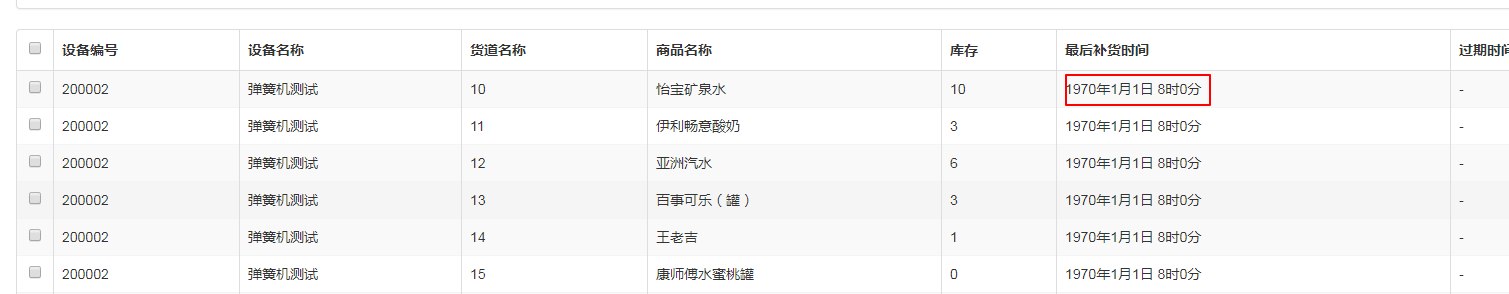 设备编号 设备名称 货道名称 商品名称 库存 最后补货时间 过期时间
200002 弹簧机测试 10 怡宝矿泉水 10 1970年1月1日 8时0分 -
200002 弹簧机测试 11 伊利畅意酸奶 3 1970年1月1日 8时0分 -
200002 弹簧机测试 12 亚洲汽水 6 1970年1月1日 8时0分 -
200002 弹簧机测试 13 百事可乐（罐） 3 1970年1月1日 8时0分 -
200002 弹簧机测试 14 王老吉 1 1970年1月1日 8时0分 -
200002 弹簧机测试 15 康师傅水蜜桃罐 0 1970年1月1日 8时0分 -